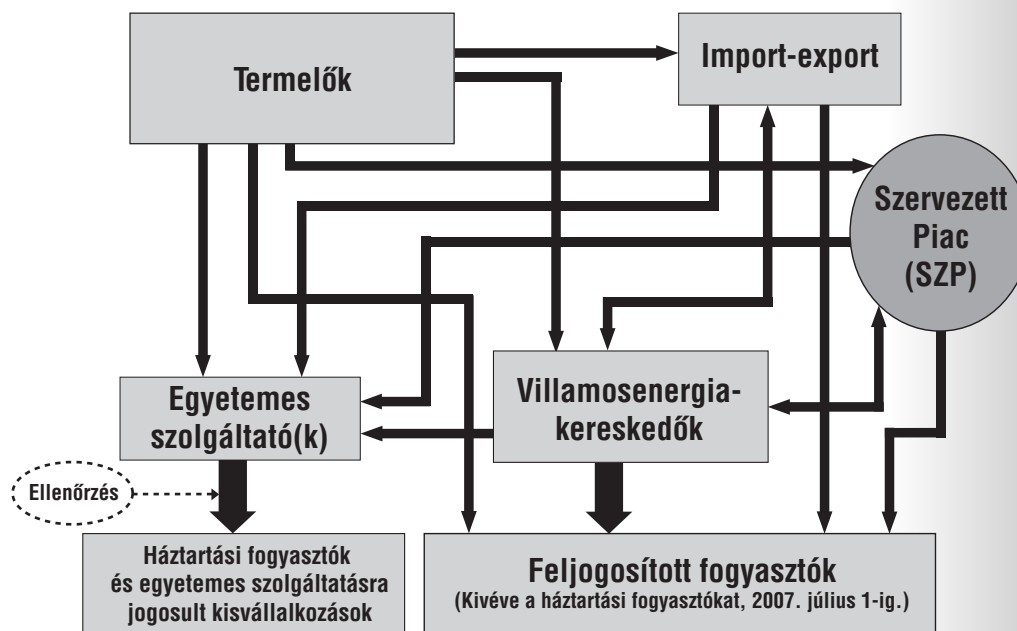 Termelők
Import-export
Szervezett
Piac
(SZP)
Egyetemes
szolgáltató(k)
Villamosenergia-
kereskedők
Ellenőrzés
Háztartási fogyasztók
és egyetemes szolgáltatásra
jogosult kisvállalkozások
Feljogosított fogyasztók
(Kivéve a háztartási fogyasztókat, 2007. július 1-ig.)